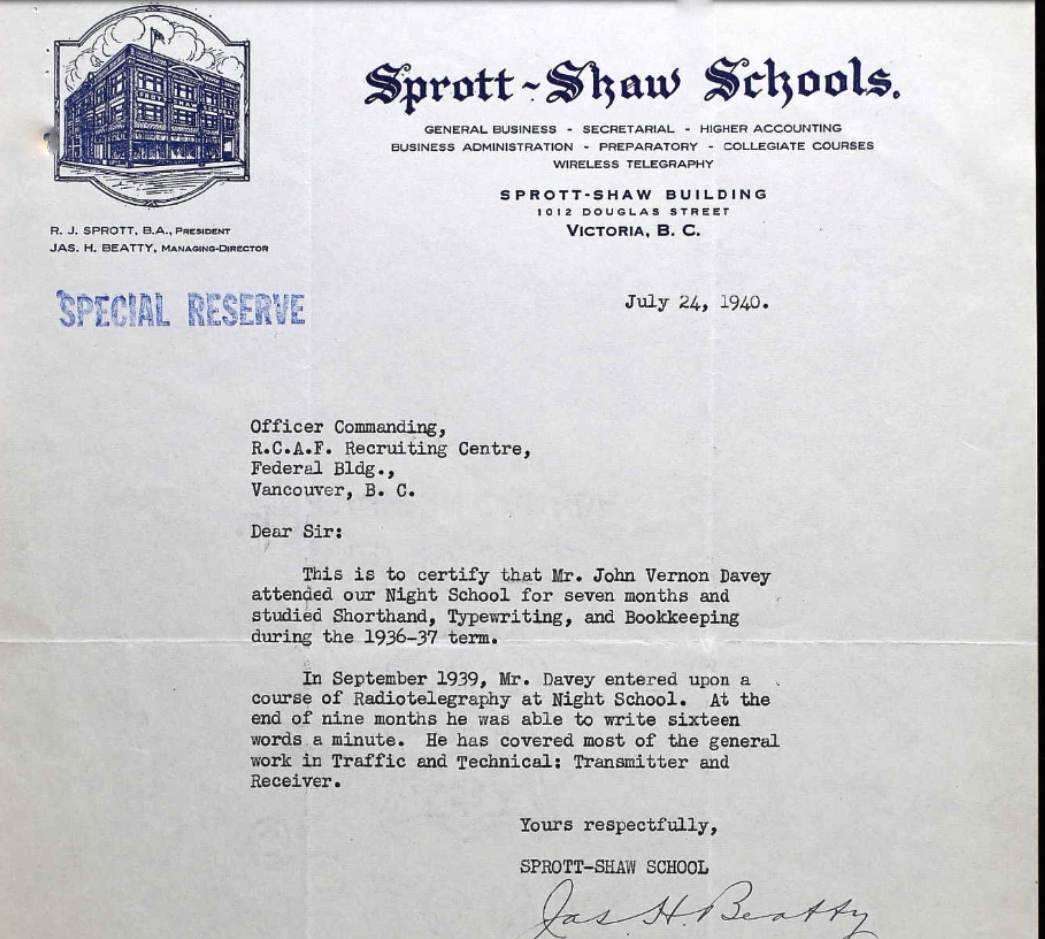 Sprott-Shaw Schools.
GENERAL BUSINESS - SECRETARIAL - HIGHER ACCOUNTING
BUSINESS ADMINISTRATION - PREPARATORY - COLLEGIATE COURSES
WIRELESS TELEGRAPHY
SPROTT-SHAW BUILDING
1012 DOUGLAS STREET
VICTORIA, B. C.
R. J. SPROTT, B.A., PRESIDENT
JAS. H. BEATTY, MANAGING-DIRECTOR
SPECIAL RESERVE
July 24, 1940.
Officer Commanding,
R.C.A.F. Recruiting Centre,
Federal Bldg.,
Vancouver, B. C.
Dear Sir:
This is to certify that Mr. John Vernon Davey
attended our Night School for seven months and
studied Shorthand, Typewriting, and Bookkeeping
during the 1936-37 term.
In September 1939, Mr. Davey entered upon a
course of Radiotelegraphy at Night School. At the
end of nine months he was able to write sixteen
words a minute. He has covered most of the general
work in Traffic and Technical: Transmitter and
Receiver.
Yours respectfully,
SPROTT-SHAW SCHOOL
Jas. H. Beatty